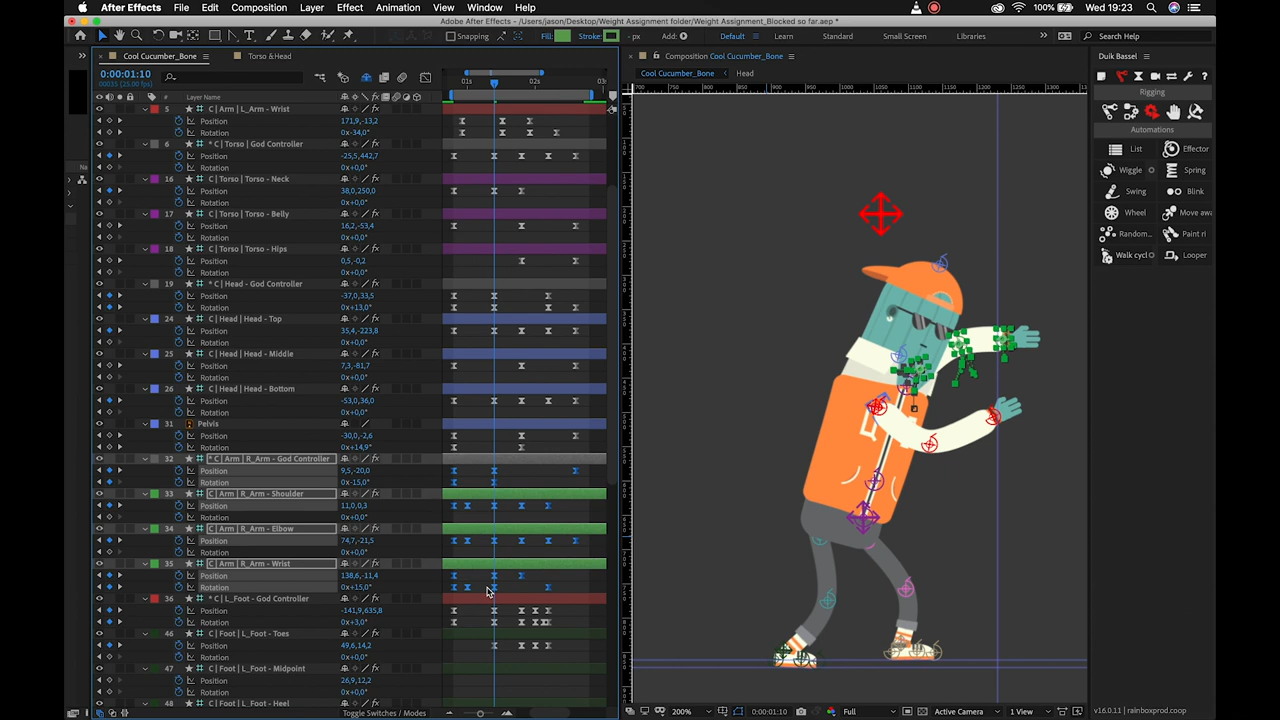 After Effects File Edit Composition Layer Effect Animation View Window Help 100% Wed 19:23
Adobe After Effects - /Users/jason/Desktop/Weight Assignment folder/Weight Assignment_Blocked so far.aep *
Snapping Fill: Stroke: - px Add: Default Learn Standard Small Screen Libraries Search Help
Cool Cucumber_Bone Torso &Head
0:00:01:10
00035 (25.00 fps)
01s 02s 03s
# Layer Name
5 C | Arm | L_Arm - Wrist
Position 171,9,-13,2
Rotation 0x-34,0°
6 * C | Torso | God Controller
Position -25,5,442,7
Rotation 0x+0,0°
16 C | Torso | Torso - Neck
Position 38,0,250,0
Rotation 0x+0,0°
17 C | Torso | Torso - Belly
Position 16,2,-53,4
Rotation 0x+0,0°
18 C | Torso | Torso - Hips
Position 0,5,-0,2
Rotation 0x+0,0°
19 * C | Head - God Controller
Position -37,0,33,5
Rotation 0x+13,0°
24 C | Head | Head - Top
Position 35,4,-223,8
Rotation 0x+0,0°
25 C | Head | Head - Middle
Position 7,3,-81,7
Rotation 0x+0,0°
26 C | Head | Head - Bottom
Position -53,0,36,0
Rotation 0x+0,0°
31 Pelvis
Position -30,0,-2,6
Rotation 0x+14,9°
32 * C | Arm | R_Arm - God Controller
Position 9,5,-20,0
Rotation 0x-15,0°
33 C | Arm | R_Arm - Shoulder
Position 11,0,0,3
Rotation 0x+0,0°
34 C | Arm | R_Arm - Elbow
Position 74,7,-21,5
Rotation 0x+0,0°
35 C | Arm | R_Arm - Wrist
Position 138,6,-11,4
Rotation 0x+15,0°
36 * C | L_Foot - God Controller
Position -141,9,635,8
Rotation 0x+3,0°
46 C | Foot | L_Foot - Toes
Position 49,6,14,2
Rotation 0x+0,0°
47 C | Foot | L_Foot - Midpoint
Position 26,9,12,2
Rotation 0x+0,0°
48 C | Foot | L_Foot - Heel
Toggle Switches / Modes
Composition Cool Cucumber_Bone
Cool Cucumber_Bone Head
200% 0:00:01:10 Full Active Camera 1 View
Duik Bassel
Rigging
Automations
List Effector
Wiggle Spring
Swing Blink
Wheel Move awa
Random... Paint ri
Walk cycl Looper
v16.0.11 | rainboxprod.coop